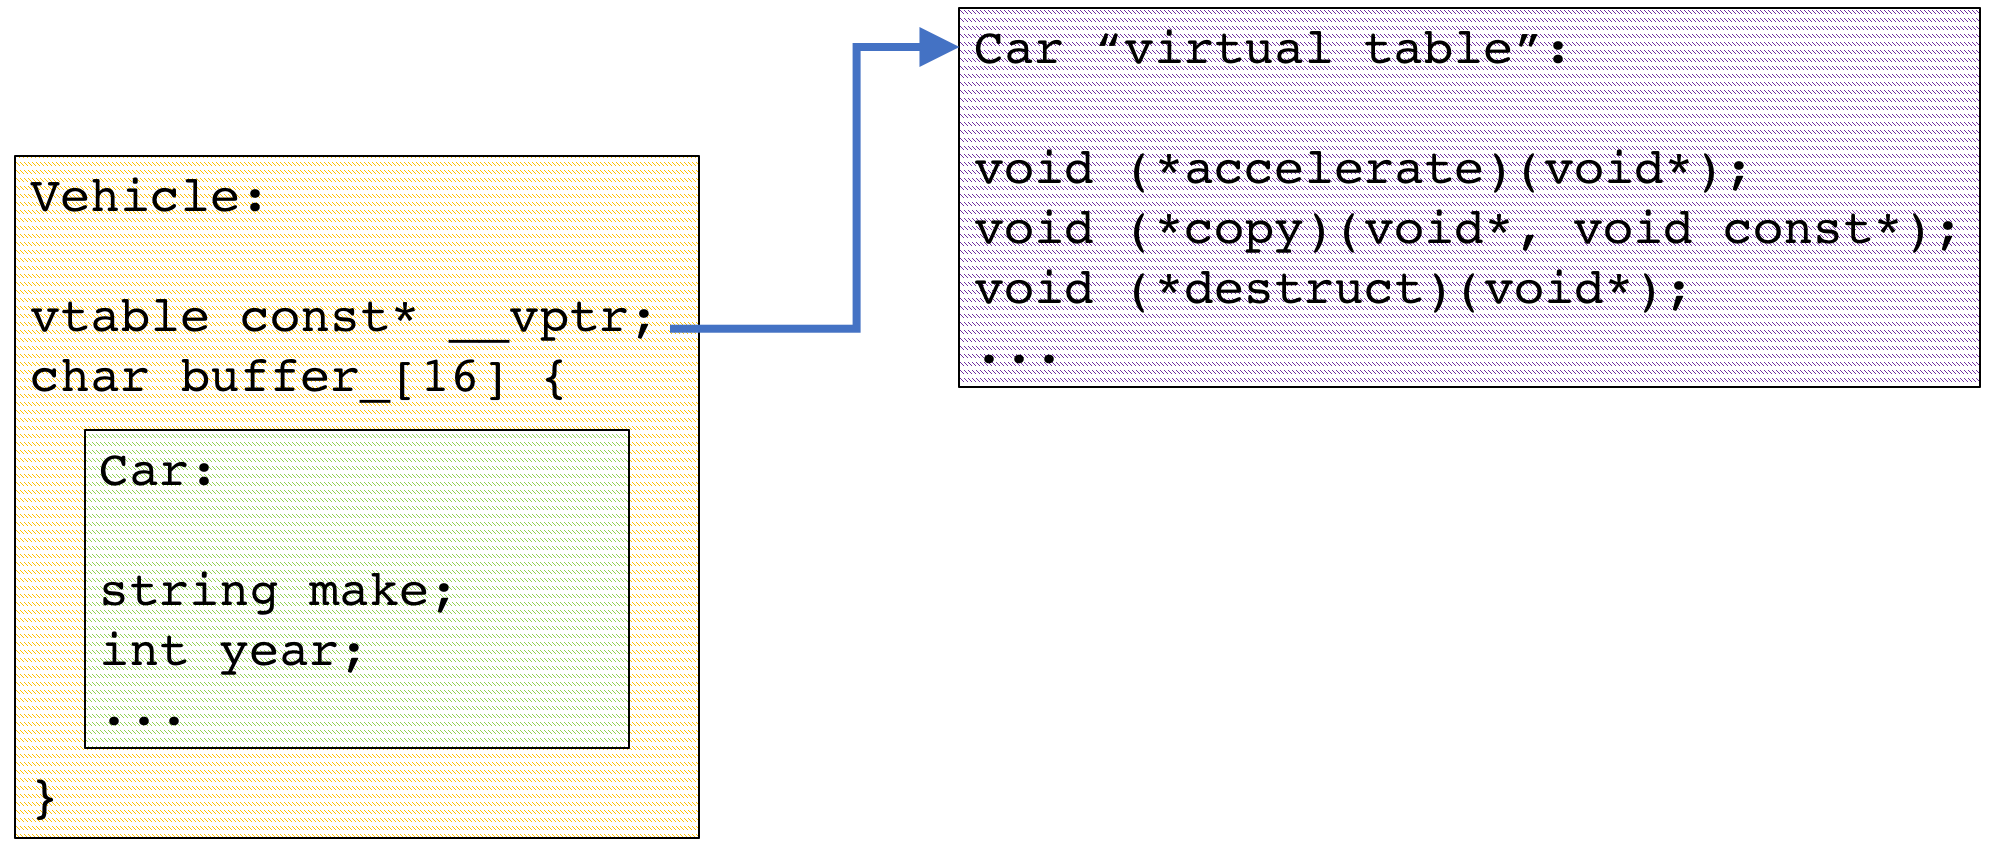 Car “virtual table”:
void (*accelerate)(void*);
void (*copy)(void*, void const*);
void (*destruct)(void*);
...
Vehicle:
vtable const* __vptr;
char buffer_[16] {
Car:
string make;
int year;
...
}